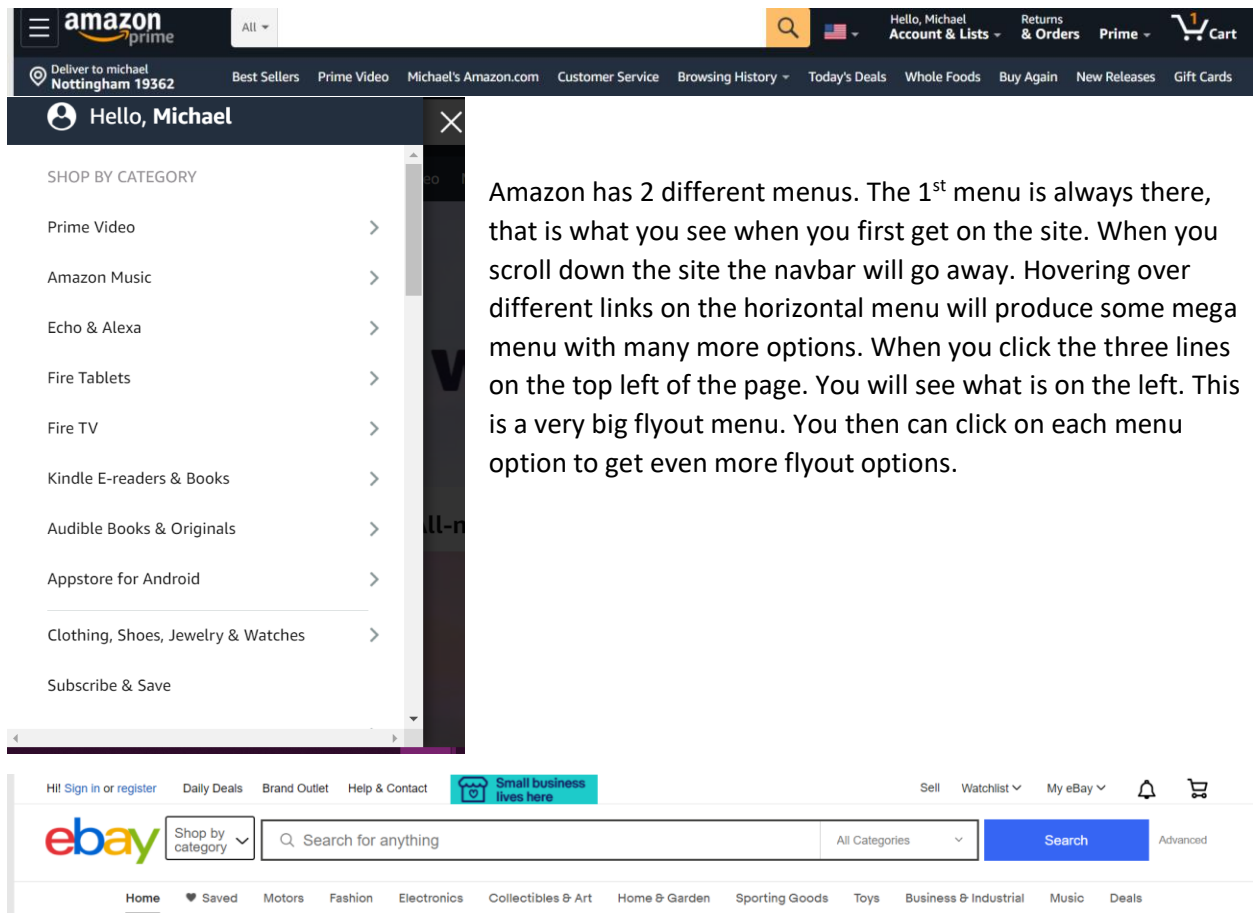 amazon prime All Hello, Michael Account & Lists Returns & Orders Prime 1 Cart
Deliver to michael Nottingham 19362 Best Sellers Prime Video Michael's Amazon.com Customer Service Browsing History Today's Deals Whole Foods Buy Again New Releases Gift Cards
Hello, Michael
SHOP BY CATEGORY
Prime Video
Amazon Music
Echo & Alexa
Fire Tablets
Fire TV
Kindle E-readers & Books
Audible Books & Originals
Appstore for Android
Clothing, Shoes, Jewelry & Watches
Subscribe & Save
Amazon has 2 different menus. The 1st menu is always there,
that is what you see when you first get on the site. When you
scroll down the site the navbar will go away. Hovering over
different links on the horizontal menu will produce some mega
menu with many more options. When you click the three lines
on the top left of the page. You will see what is on the left. This
is a very big flyout menu. You then can click on each menu
option to get even more flyout options.
Hi! Sign in or register Daily Deals Brand Outlet Help & Contact Small business lives here Sell Watchlist My eBay
ebay Shop by category Search for anything All Categories Search Advanced
Home Saved Motors Fashion Electronics Collectibles & Art Home & Garden Sporting Goods Toys Business & Industrial Music Deals